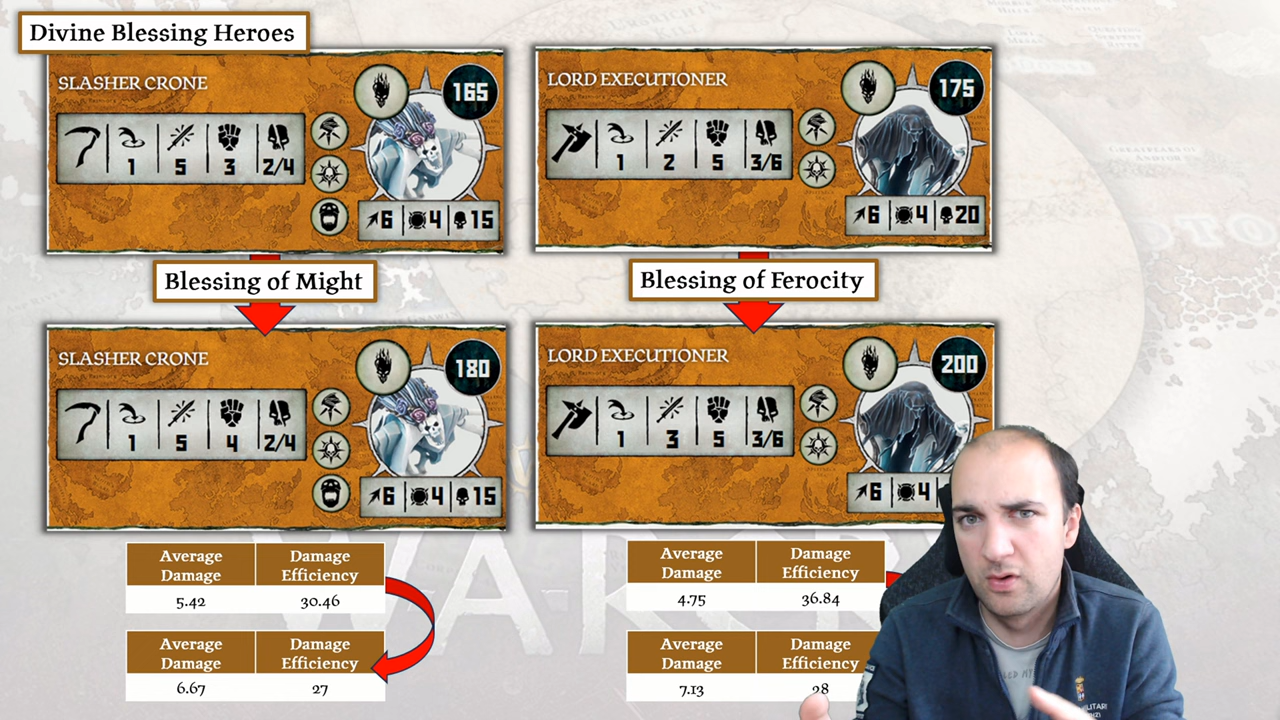 Divine Blessing Heroes
SLASHER CRONE
165
1 5 3 2/4
6 4 15
LORD EXECUTIONER
175
1 2 5 3/6
6 4 20
Blessing of Might
Blessing of Ferocity
SLASHER CRONE
180
1 5 4 2/4
6 4 15
LORD EXECUTIONER
200
1 3 5 3/6
6 4
Average Damage
Damage Efficiency
5.42
30.46
Average Damage
Damage Efficiency
6.67
27
Average Damage
Damage Efficiency
4.75
36.84
Average Damage
Damage Efficiency
7.13
28